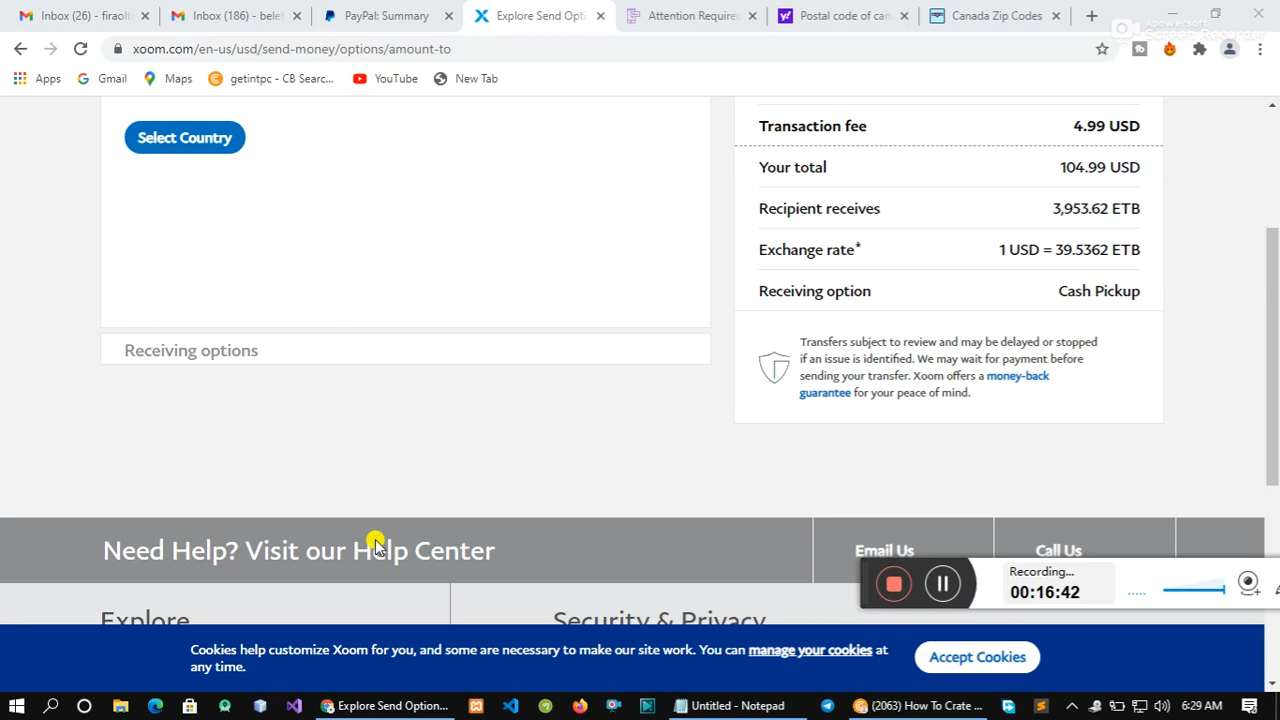 Inbox (29) - firaolt
Inbox (186) - belet
PayPal: Summary
Explore Send Opti
Attention Require
Postal code of can
Canada Zip Codes
Apowersoft
Screen Recorder
xoom.com/en-us/usd/send-money/options/amount-to
Apps
Gmail
Maps
getintpc - CB Searc...
YouTube
New Tab
Select Country
Receiving options
Transaction fee 4.99 USD
Your total 104.99 USD
Recipient receives 3,953.62 ETB
Exchange rate* 1 USD = 39.5362 ETB
Receiving option Cash Pickup
Transfers subject to review and may be delayed or stopped
if an issue is identified. We may wait for payment before
sending your transfer. Xoom offers a money-back
guarantee for your peace of mind.
Need Help? Visit our Help Center
Email Us
Call Us
Recording...
00:16:42
Explore
Security & Privacy
Cookies help customize Xoom for you, and some are necessary to make our site work. You can manage your cookies at
any time.
Accept Cookies
Explore Send Option...
Untitled - Notepad
(2063) How To Crate ...
6:29 AM